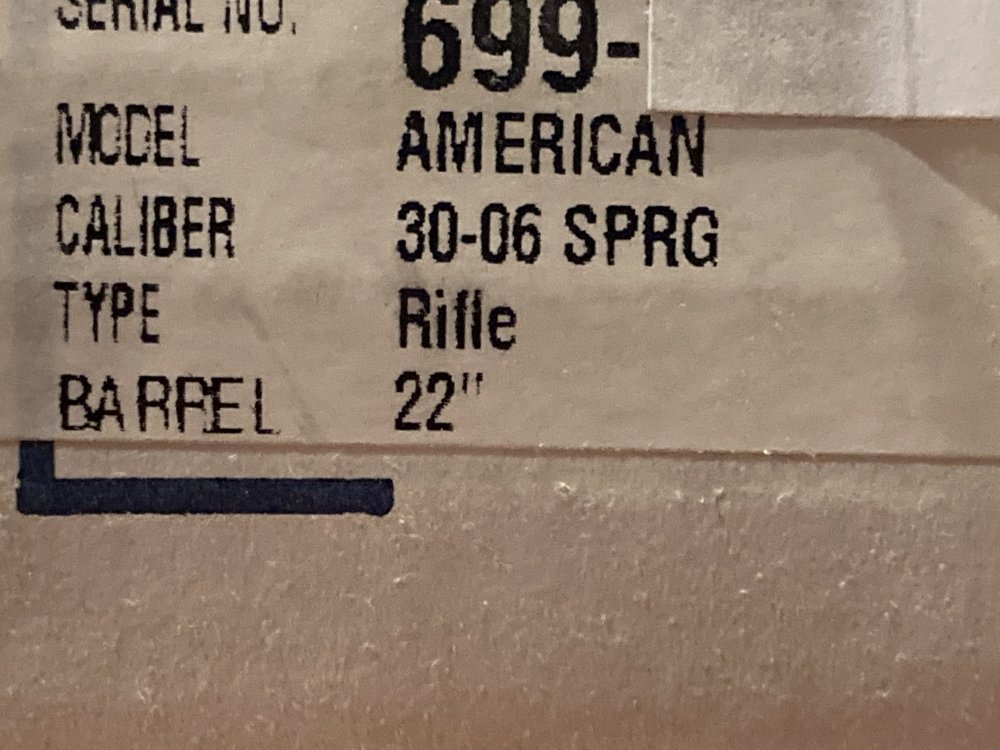 SERIAL NO. 699-
MODEL AMERICAN
CALIBER 30-06 SPRG
TYPE Rifle
BARREL 22"